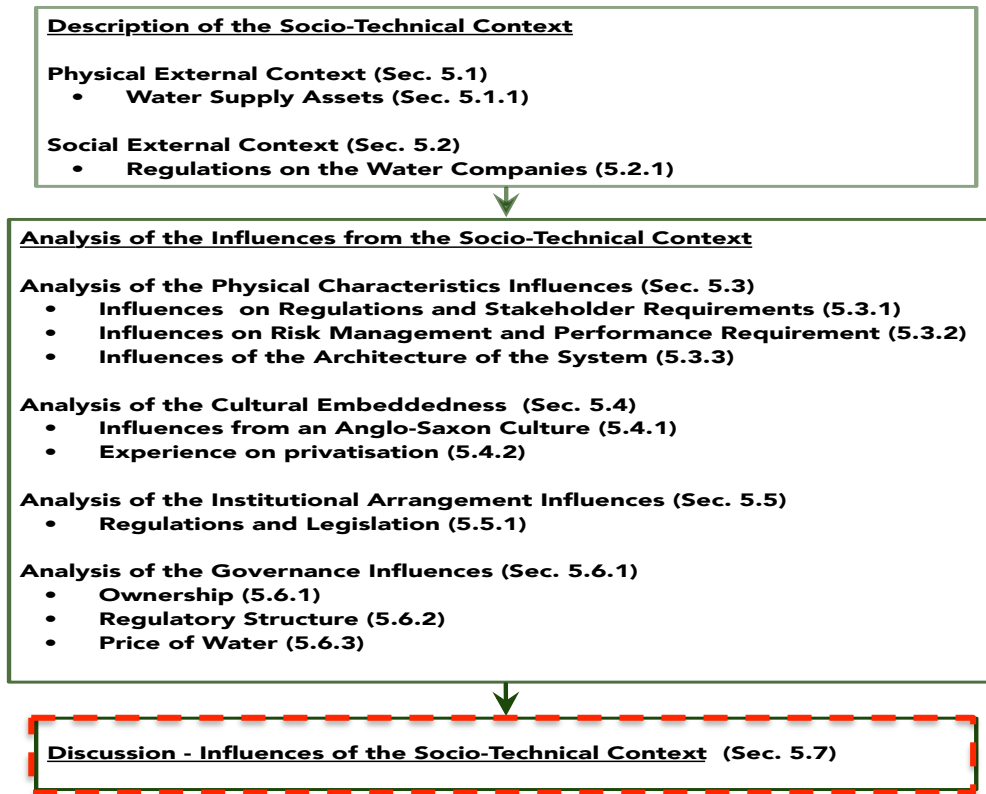 Description of the Socio-Technical Context
Physical External Context (Sec. 5.1)
• Water Supply Assets (Sec. 5.1.1)
Social External Context (Sec. 5.2)
• Regulations on the Water Companies (5.2.1)
Analysis of the Influences from the Socio-Technical Context
Analysis of the Physical Characteristics Influences (Sec. 5.3)
• Influences on Regulations and Stakeholder Requirements (5.3.1)
• Influences on Risk Management and Performance Requirement (5.3.2)
• Influences of the Architecture of the System (5.3.3)
Analysis of the Cultural Embeddedness (Sec. 5.4)
• Influences from an Anglo-Saxon Culture (5.4.1)
• Experience on privatisation (5.4.2)
Analysis of the Institutional Arrangement Influences (Sec. 5.5)
• Regulations and Legislation (5.5.1)
Analysis of the Governance Influences (Sec. 5.6.1)
• Ownership (5.6.1)
• Regulatory Structure (5.6.2)
• Price of Water (5.6.3)
Discussion - Influences of the Socio-Technical Context (Sec. 5.7)